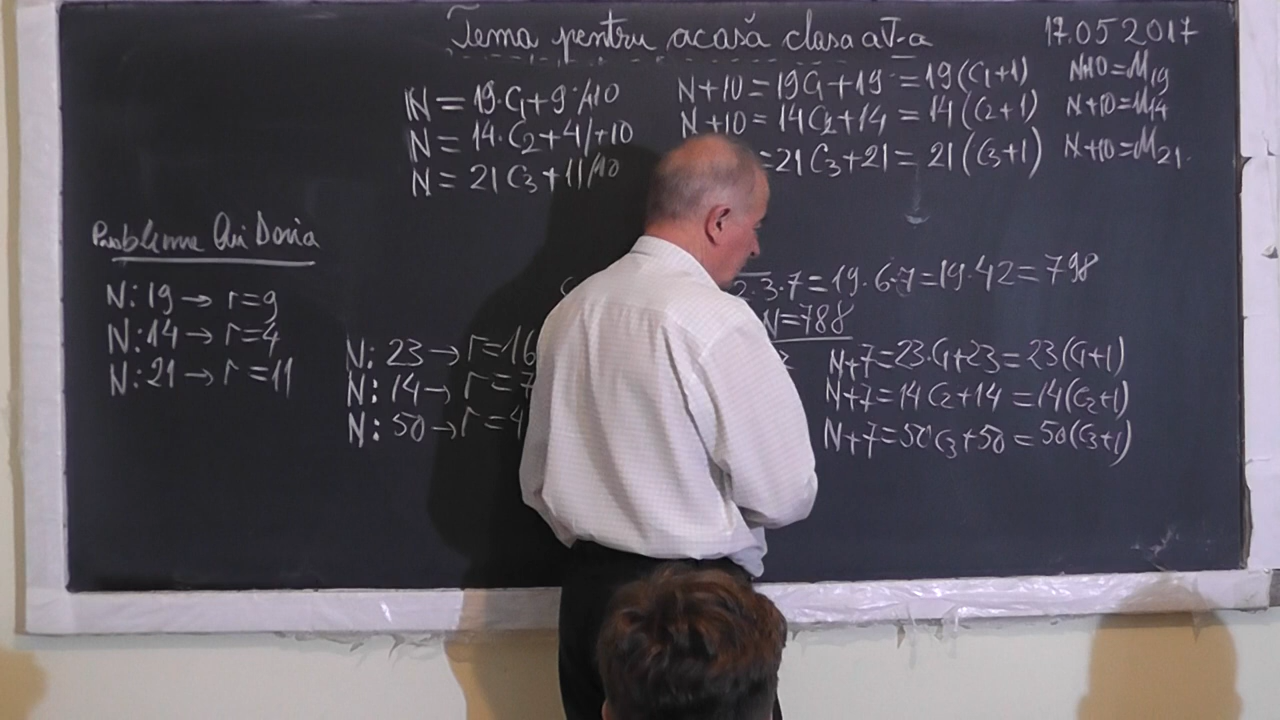 Tema pentru acasă clasa a V-a
17.05 2017
N = 19·C1+9 /+10
N = 14·C2+4 /+10
N = 21C3+11 /+10
N+10 = 19C1+19 = 19(C1+1)
N+10 = 14C2+14 = 14(C2+1)
=21C3+21 = 21(C3+1)
N+10=M19
N+10=M14
N+10=M21.
Problema
N:19→r=9
N:14→r=4
N:21→r=11
2·3·7=19·6·7=19·42=798
N=788
N: 23→r=16
N: 14→r=7
N: 50→r=4
N+7=23·C1+23=23(C1+1)
N+7=14C2+14=14(C2+1)
N+7=50C3+50=50(C3+1)